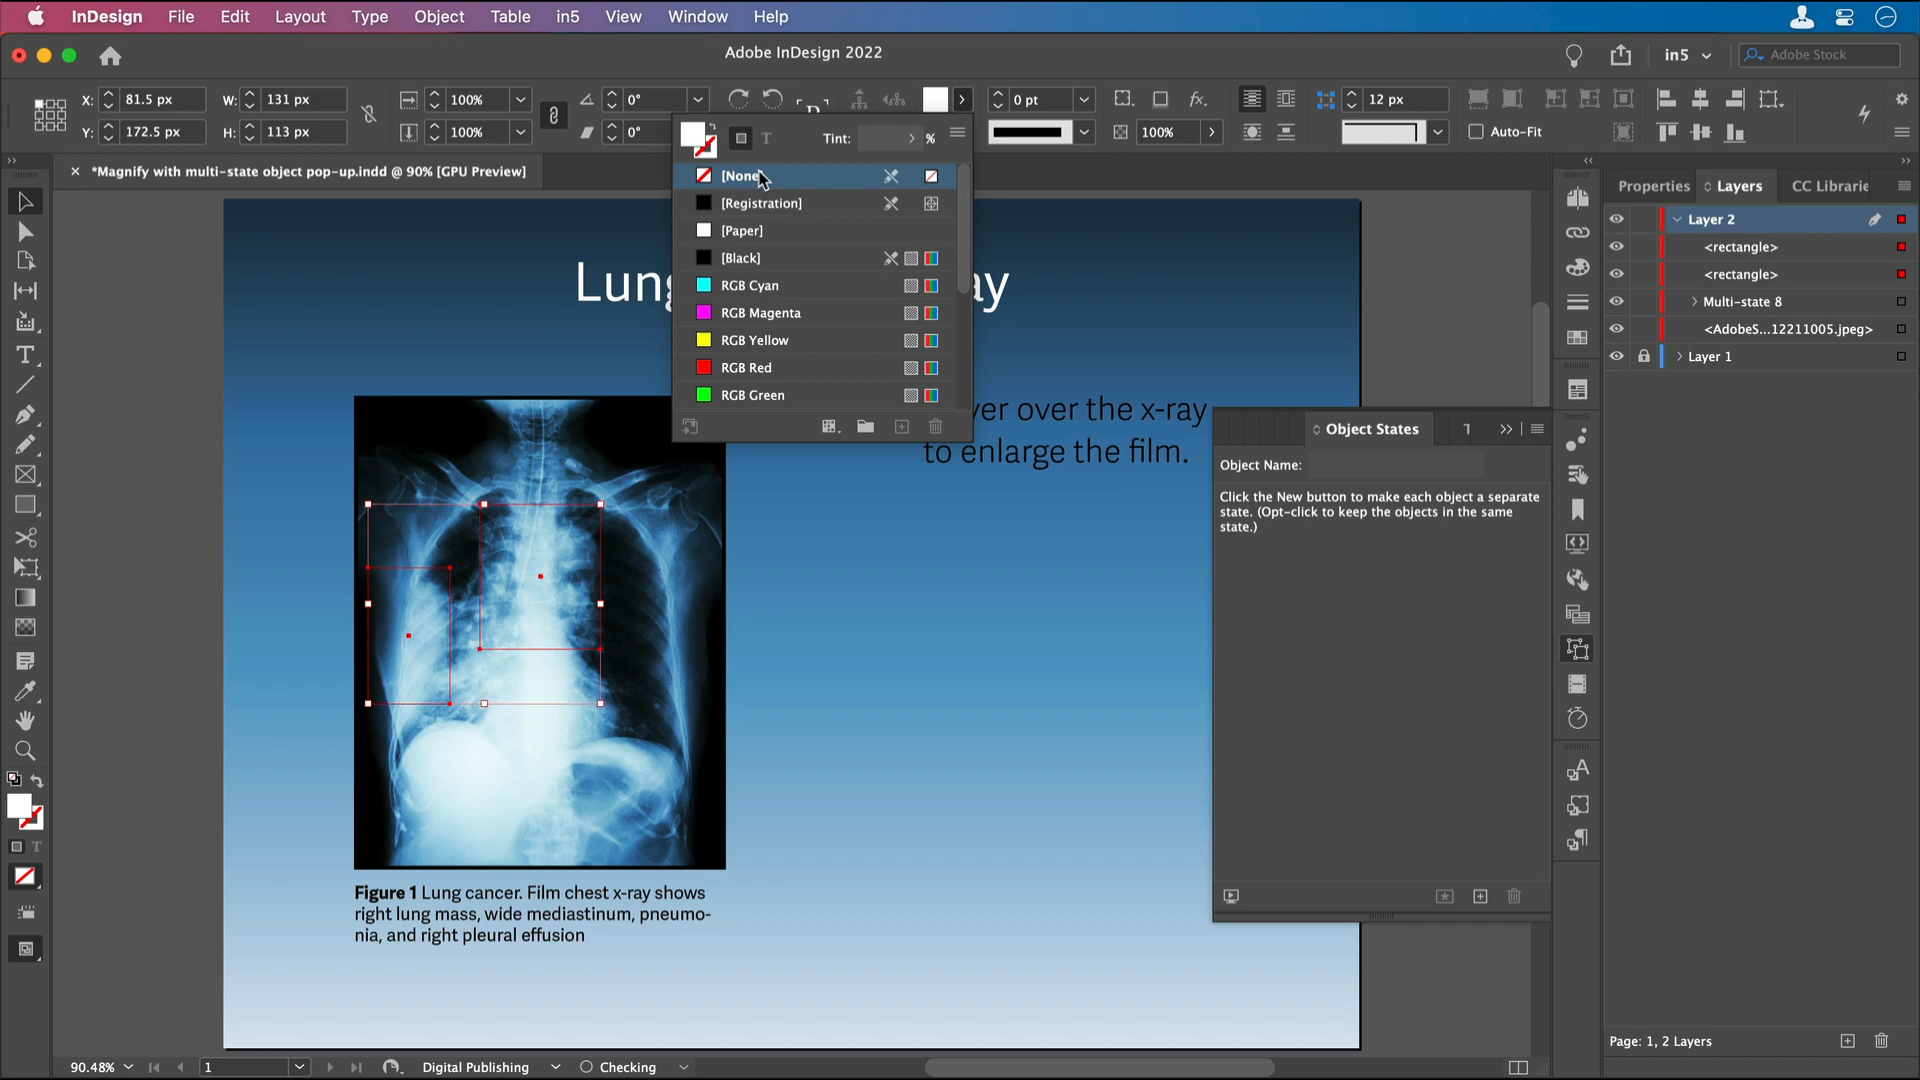 InDesign File Edit Layout Type Object Table in5 View Window Help
Adobe InDesign 2022
in5
Adobe Stock
X: 81.5 px W: 131 px 100% 0° 0 pt fx. 12 px
Y: 172.5 px H: 113 px 100% 0° 100% Auto-Fit
*Magnify with multi-state object pop-up.indd @ 90% [GPU Preview]
T Tint: %
[None]
[Registration]
[Paper]
[Black]
RGB Cyan
RGB Magenta
RGB Yellow
RGB Red
RGB Green
Lung ay
ver over the x-ray
to enlarge the film.
Figure 1 Lung cancer. Film chest x-ray shows
right lung mass, wide mediastinum, pneumo-
nia, and right pleural effusion
Object States
Object Name:
Click the New button to make each object a separate
state. (Opt-click to keep the objects in the same
state.)
Properties Layers CC Librarie
Layer 2
<rectangle>
<rectangle>
Multi-state 8
<AdobeS...12211005.jpeg>
Layer 1
Page: 1, 2 Layers
90.48% 1 Digital Publishing Checking